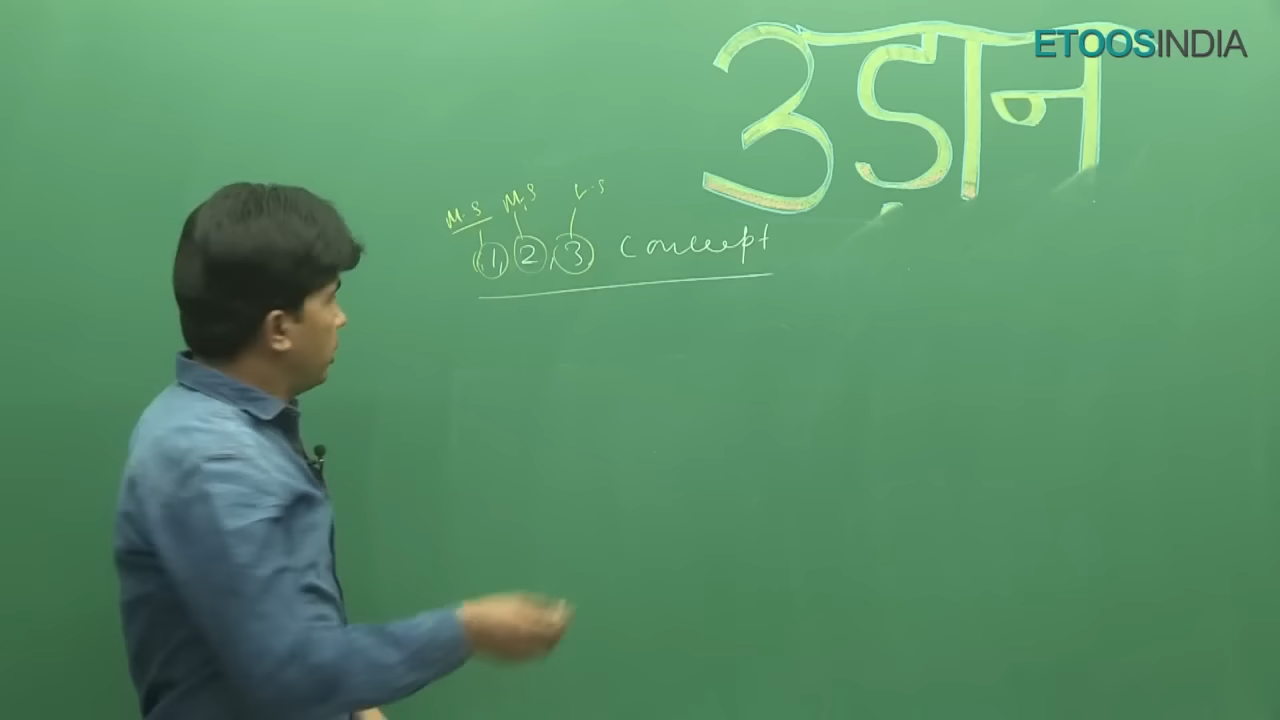 उडान
ETOOSINDIA
M.S M.S L.S
1, 2, 3 Concept